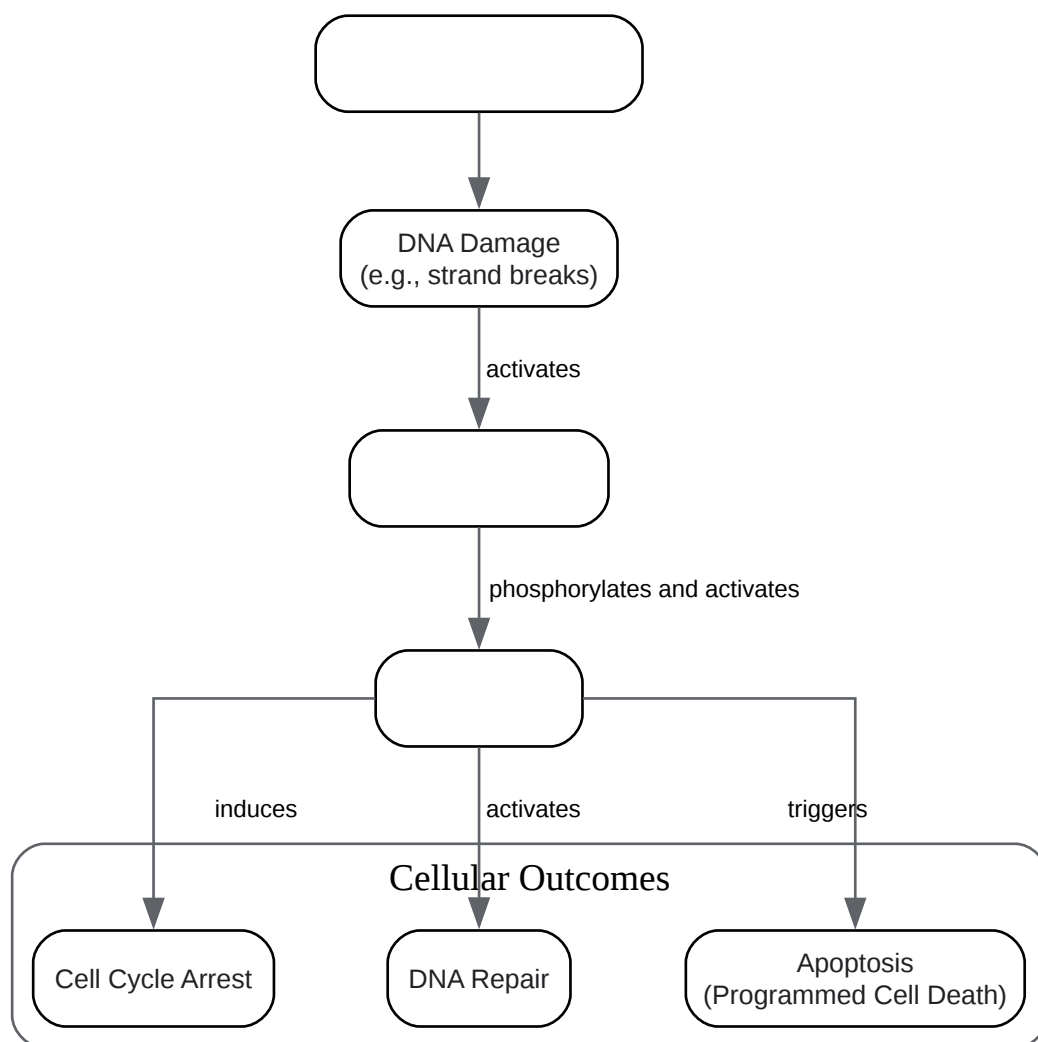 DNA Damage
(e.g., strand breaks)
activates
phosphorylates and activates
induces
activates
triggers
Cellular Outcomes
Cell Cycle Arrest
DNA Repair
Apoptosis
(Programmed Cell Death)